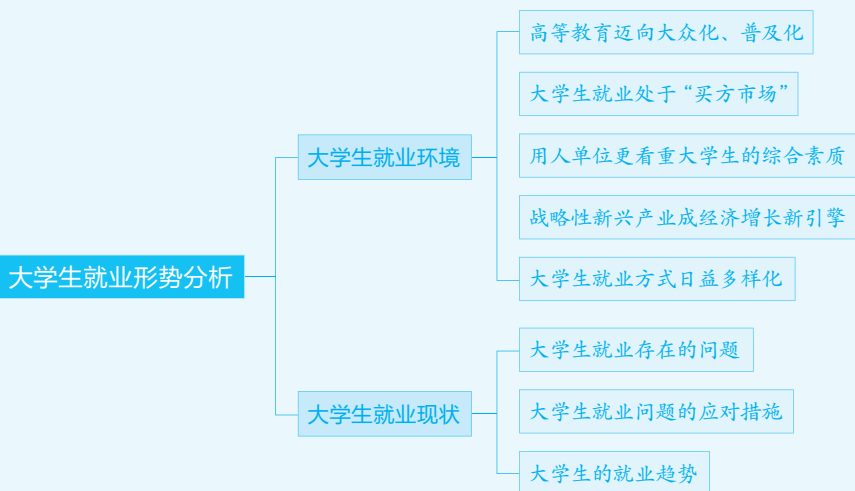 大学生就业形势分析
大学生就业环境
高等教育迈向大众化、普及化
大学生就业处于“买方市场”
用人单位更看重大学生的综合素质
战略性新兴产业成经济增长新引擎
大学生就业方式日益多样化
大学生就业现状
大学生就业存在的问题
大学生就业问题的应对措施
大学生的就业趋势